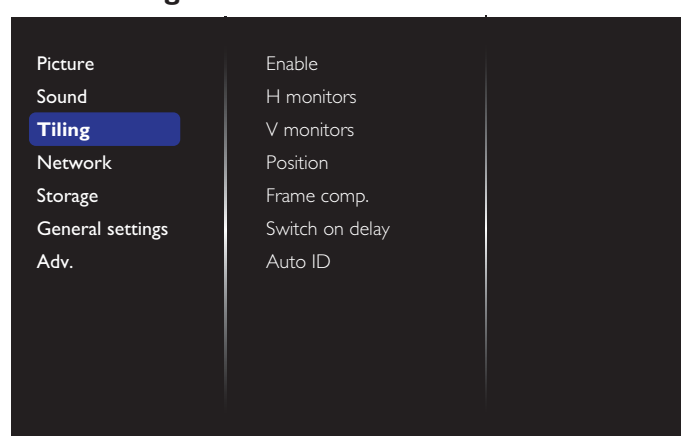 Picture
Sound
Tiling
Network
Storage
General settings
Adv.
Enable
H monitors
V monitors
Position
Frame comp.
Switch on delay
Auto ID